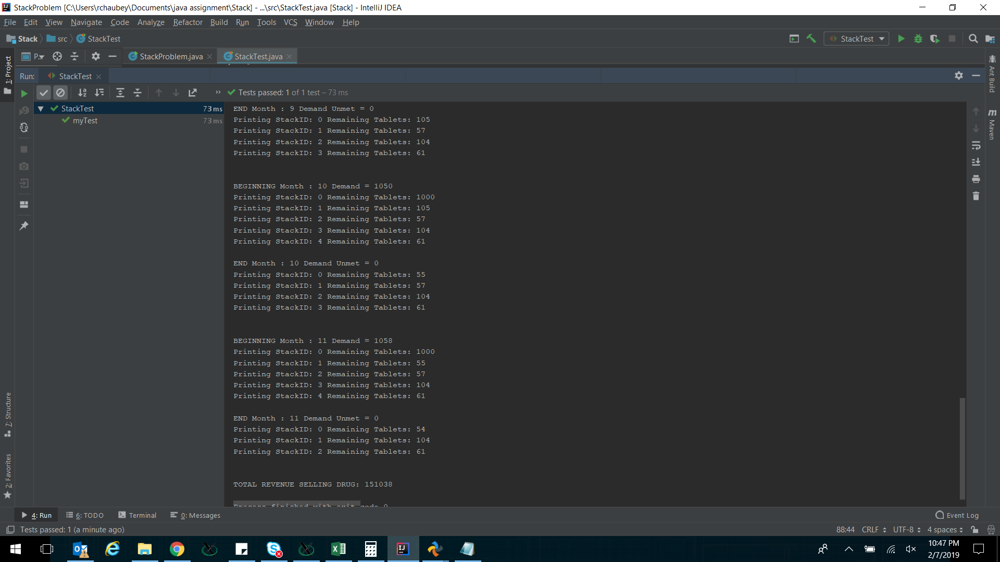 StackProblem [C:\Users\rchaubey\Documents\java assignment\Stack] - ...\src\StackTest.java [Stack] - IntelliJ IDEA
File Edit View Navigate Code Analyze Refactor Build Run Tools VCS Window Help
Stack src StackTest StackTest
P.. StackProblem.java StackTest.java
1: Project
Ant Build
Maven
Run: StackTest
Tests passed: 1 of 1 test – 73 ms
StackTest 73 ms
myTest 73 ms
END Month : 9 Demand Unmet = 0
Printing StackID: 0 Remaining Tablets: 105
Printing StackID: 1 Remaining Tablets: 57
Printing StackID: 2 Remaining Tablets: 104
Printing StackID: 3 Remaining Tablets: 61
BEGINNING Month : 10 Demand = 1050
Printing StackID: 0 Remaining Tablets: 1000
Printing StackID: 1 Remaining Tablets: 105
Printing StackID: 2 Remaining Tablets: 57
Printing StackID: 3 Remaining Tablets: 104
Printing StackID: 4 Remaining Tablets: 61
END Month : 10 Demand Unmet = 0
Printing StackID: 0 Remaining Tablets: 55
Printing StackID: 1 Remaining Tablets: 57
Printing StackID: 2 Remaining Tablets: 104
Printing StackID: 3 Remaining Tablets: 61
BEGINNING Month : 11 Demand = 1058
Printing StackID: 0 Remaining Tablets: 1000
Printing StackID: 1 Remaining Tablets: 55
Printing StackID: 2 Remaining Tablets: 57
Printing StackID: 3 Remaining Tablets: 104
Printing StackID: 4 Remaining Tablets: 61
END Month : 11 Demand Unmet = 0
Printing StackID: 0 Remaining Tablets: 54
Printing StackID: 1 Remaining Tablets: 104
Printing StackID: 2 Remaining Tablets: 61
TOTAL REVENUE SELLING DRUG: 151038
Process finished with exit code 0
7: Structure
2: Favorites
4: Run 6: TODO Terminal 0: Messages Event Log
Tests passed: 1 (a minute ago) 88:44 CRLF UTF-8 4 spaces
10:47 PM
2/7/2019